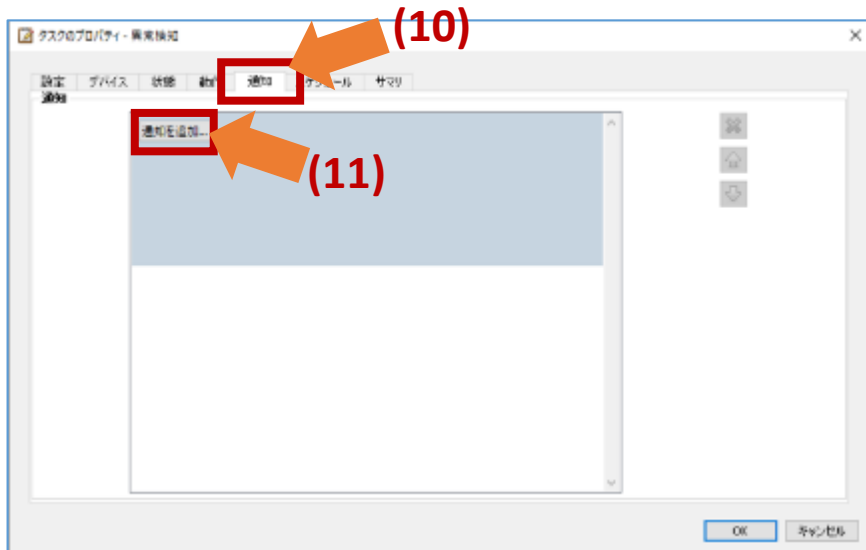 (10)
タスクのプロパティ - 異常検知
設定 デバイス 状態 通知 サマリ
通知
通知を追加...
(11)
OK キャンセル